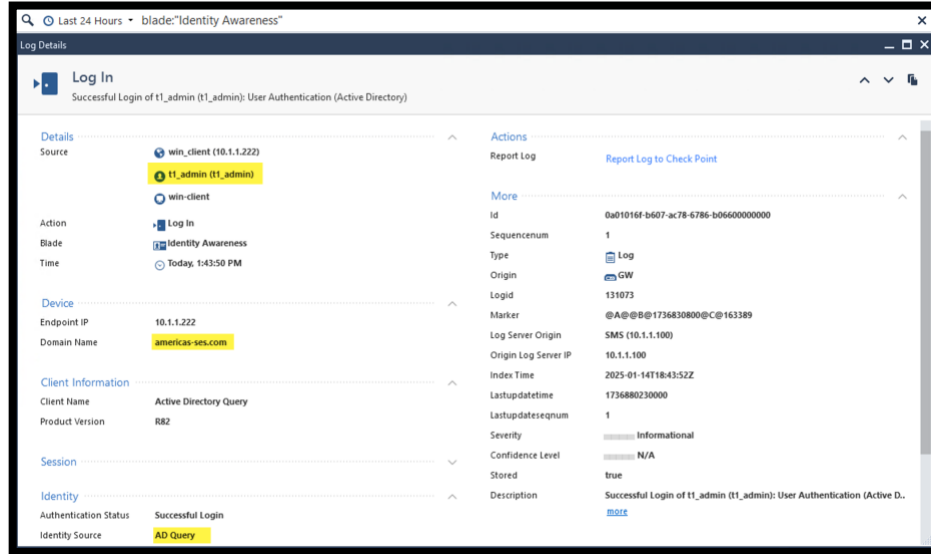 Last 24 Hours blade:"Identity Awareness"
Log Details
Log In
Successful Login of t1_admin (t1_admin): User Authentication (Active Directory)
Details
Source win_client (10.1.1.222)
t1_admin (t1_admin)
win-client
Action Log In
Blade Identity Awareness
Time Today, 1:43:50 PM
Device
Endpoint IP 10.1.1.222
Domain Name americas-ses.com
Client Information
Client Name Active Directory Query
Product Version R82
Session
Identity
Authentication Status Successful Login
Identity Source AD Query
Actions
Report Log Report Log to Check Point
More
Id 0a01016f-b607-ac78-6786-b06600000000
Sequencenum 1
Type Log
Origin GW
Logid 131073
Marker @A@@B@1736830800@C@163389
Log Server Origin SMS (10.1.1.100)
Origin Log Server IP 10.1.1.100
Index Time 2025-01-14T18:43:52Z
Lastupdatetime 1736880230000
Lastupdateseqnum 1
Severity Informational
Confidence Level N/A
Stored true
Description Successful Login of t1_admin (t1_admin): User Authentication (Active D..
more